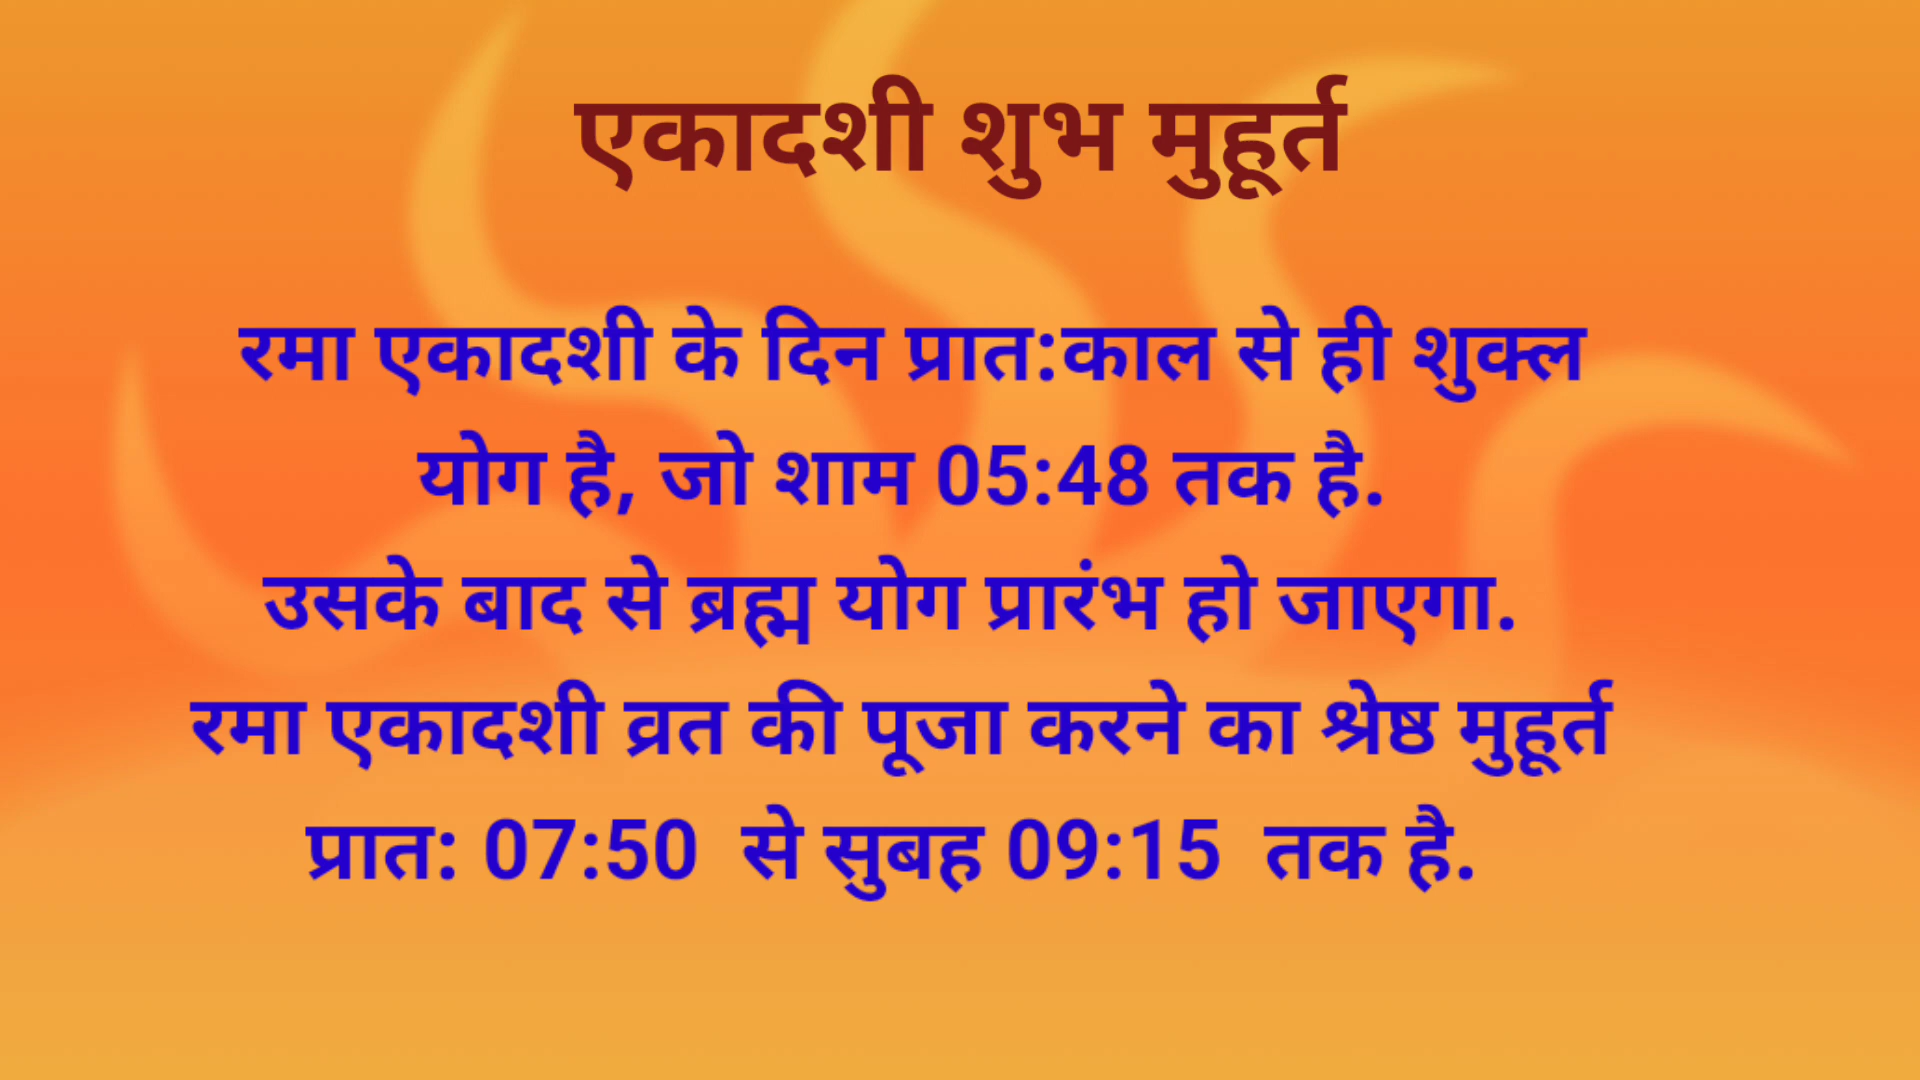 एकादशी शुभ मुहूर्त
रमा एकादशी के दिन प्रात:काल से ही शुक्ल
योग है, जो शाम 05:48 तक है.
उसके बाद से ब्रह्म योग प्रारंभ हो जाएगा.
रमा एकादशी व्रत की पूजा करने का श्रेष्ठ मुहूर्त
प्रात: 07:50 से सुबह 09:15 तक है.